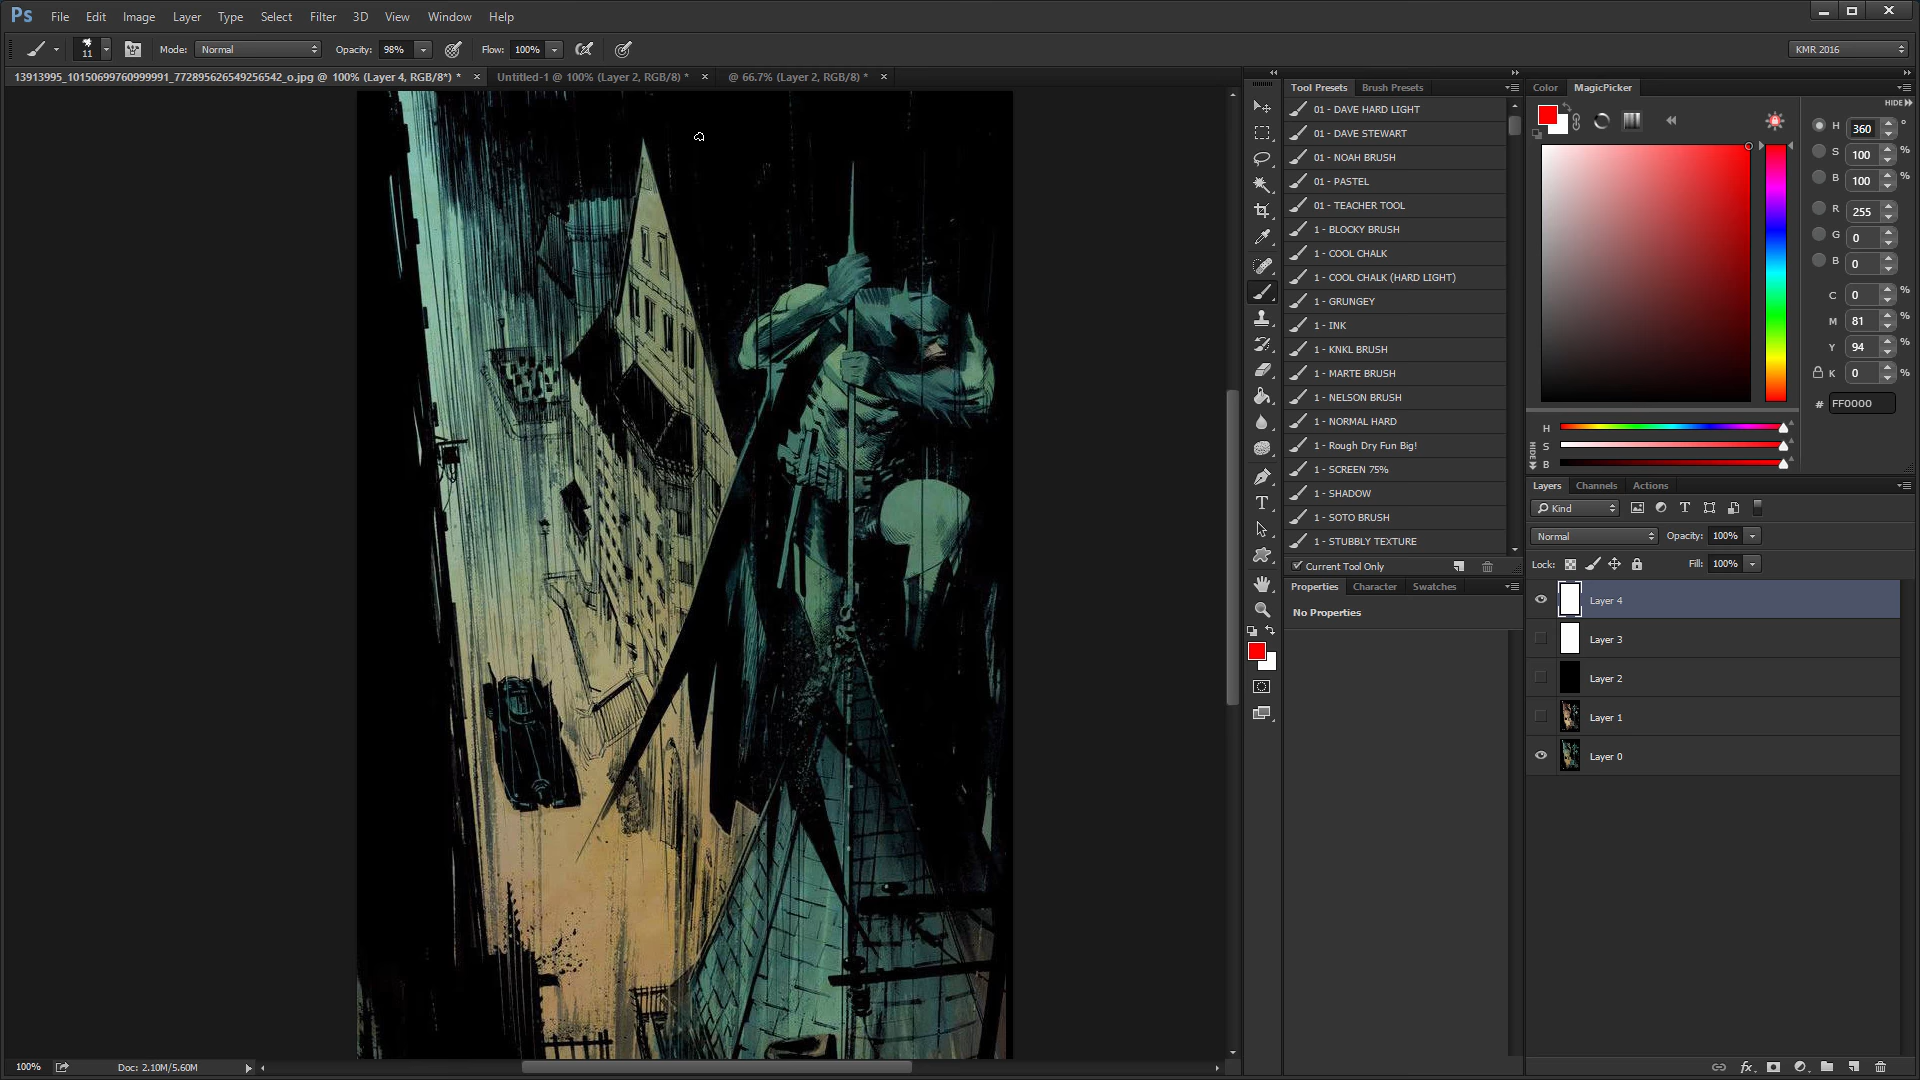 Ps File Edit Image Layer Type Select Filter 3D View Window Help
11 Mode: Normal Opacity: 98% Flow: 100% KMR 2016
13913995_10150699760999991_772895626549256542_o.jpg @ 100% (Layer 4, RGB/8*) * × Untitled-1 @ 100% (Layer 2, RGB/8) * × @ 66.7% (Layer 2, RGB/8) * ×
Tool Presets Brush Presets
01 - DAVE HARD LIGHT
01 - DAVE STEWART
01 - NOAH BRUSH
01 - PASTEL
01 - TEACHER TOOL
1 - BLOCKY BRUSH
1 - COOL CHALK
1 - COOL CHALK (HARD LIGHT)
1 - GRUNGEY
1 - INK
1 - KNKL BRUSH
1 - MARTE BRUSH
1 - NELSON BRUSH
1 - NORMAL HARD
1 - Rough Dry Fun Big!
1 - SCREEN 75%
1 - SHADOW
1 - SOTO BRUSH
1 - STUBBLY TEXTURE
Current Tool Only
Properties Character Swatches
No Properties
Color MagicPicker
HIDE
H 360 °
S 100 %
B 100 %
R 255
G 0
B 0
C 0 %
M 81 %
Y 94 %
K 0 %
# FF0000
H
S
B
HIDE
Layers Channels Actions
Kind
Normal Opacity: 100%
Lock: Fill: 100%
Layer 4
Layer 3
Layer 2
Layer 1
Layer 0
fx
100% Doc: 2.10M/5.60M